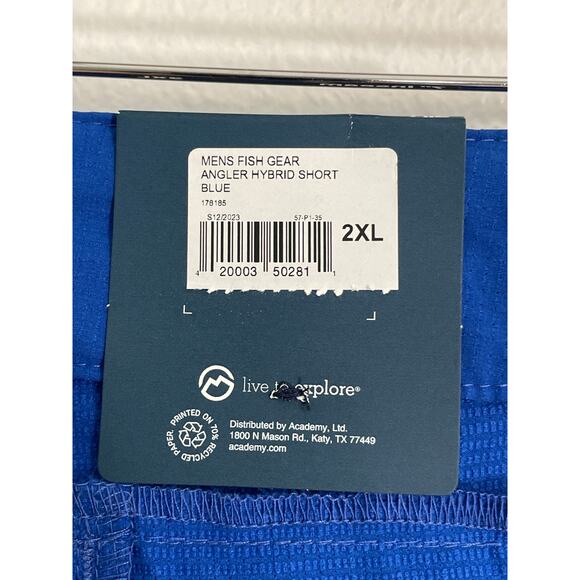 MENS FISH GEAR
ANGLER HYBRID SHORT
BLUE
178185
S12/2023 57-P1-35
2XL
4 20003 50281 1
live to explore®
PRINTED ON 70% RECYCLED PAPER.
Distributed by Academy, Ltd.
1800 N Mason Rd., Katy, TX 77449
academy.com